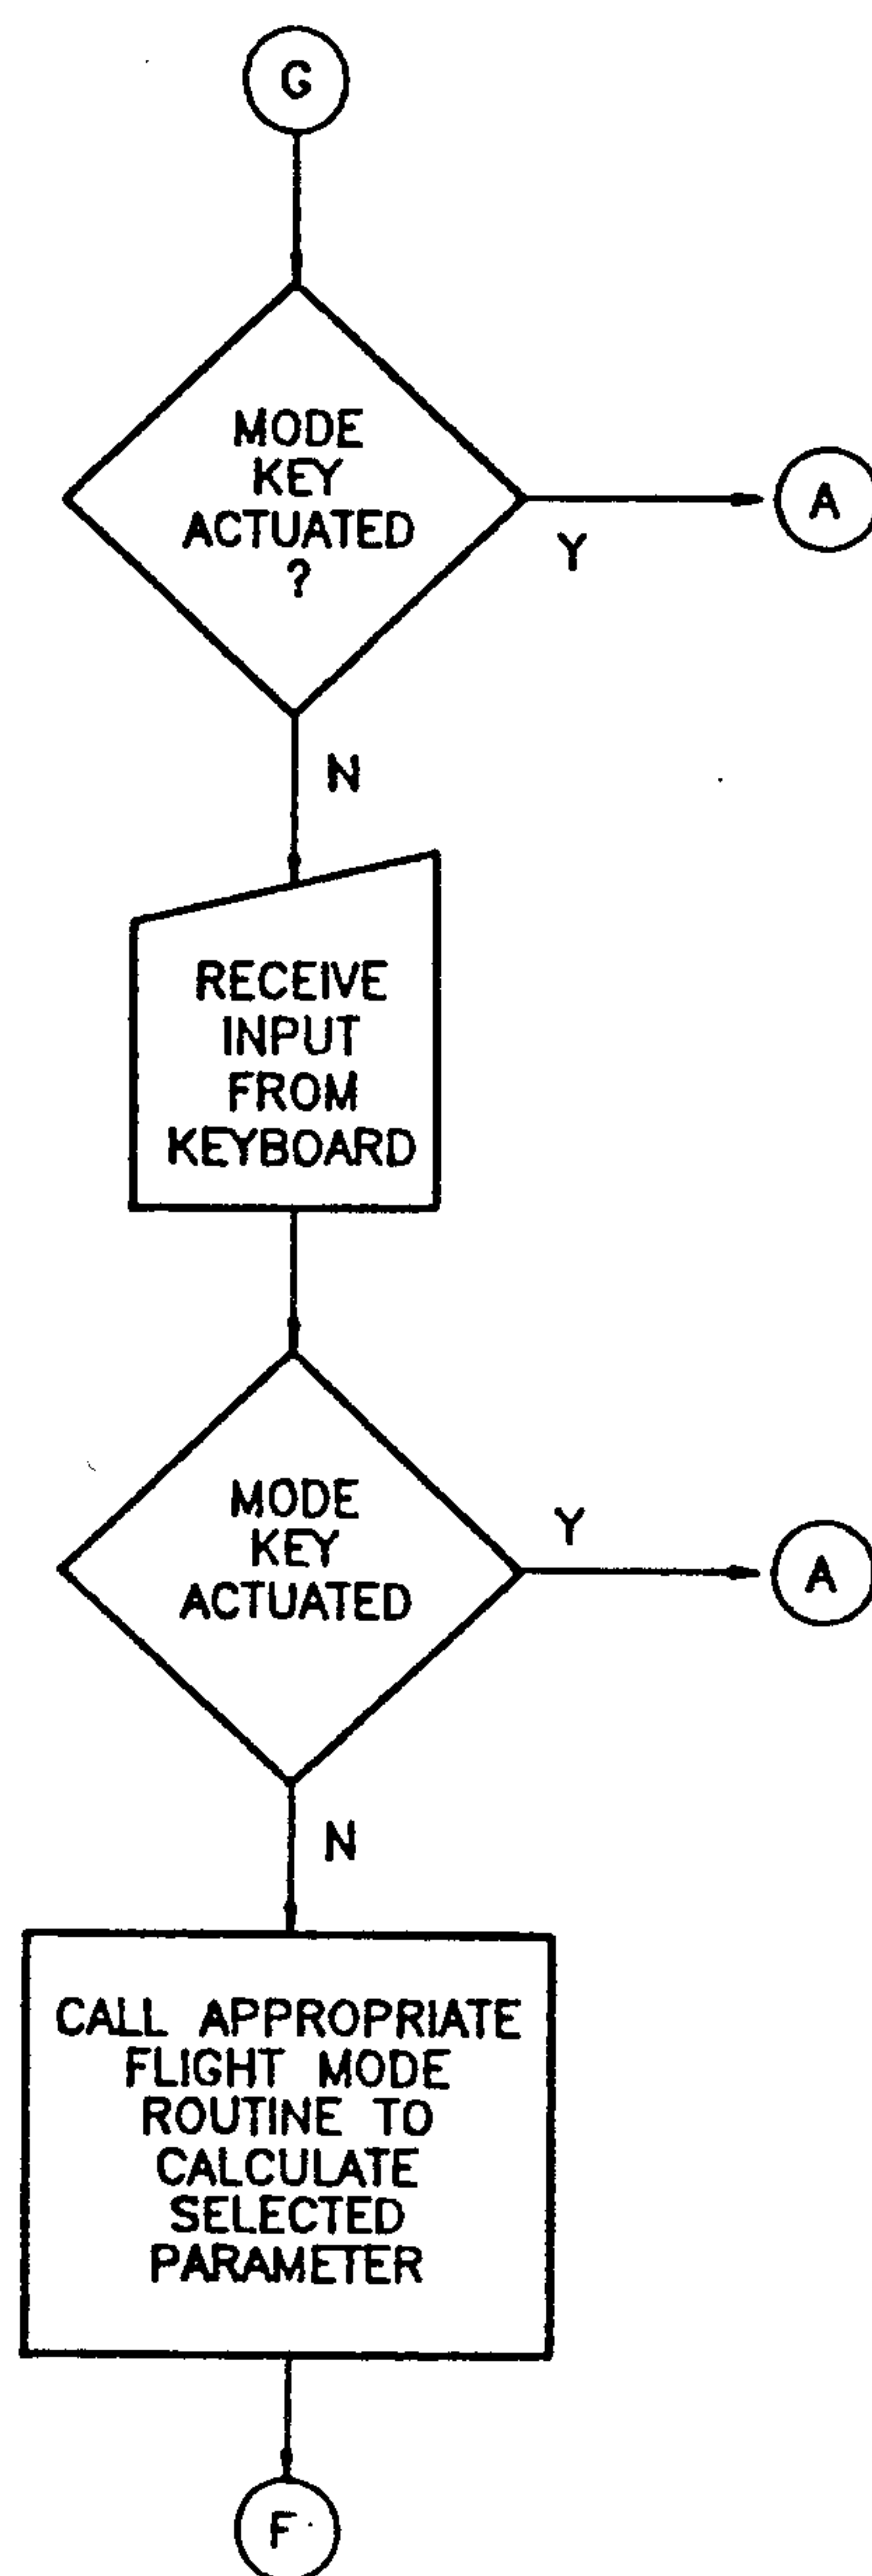 G
MODE
KEY
ACTUATED
?
Y
A
N
RECEIVE
INPUT
FROM
KEYBOARD
MODE
KEY
ACTUATED
Y
A
N
CALL APPROPRIATE
FLIGHT MODE
ROUTINE TO
CALCULATE
SELECTED
PARAMETER
F